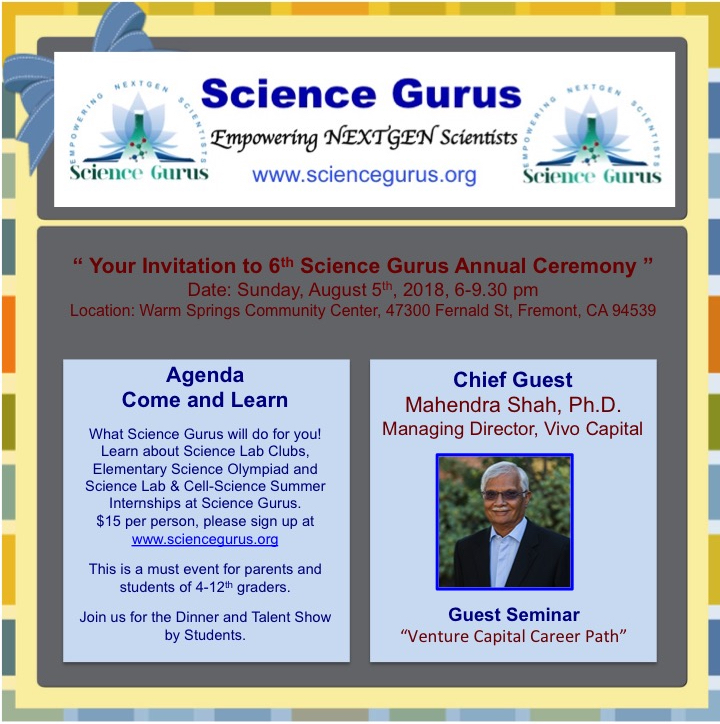 EMPOWERING NEXTGEN SCIENTISTS
Science Gurus
Science Gurus
Empowering NEXTGEN Scientists
www.sciencegurus.org
EMPOWERING NEXTGEN SCIENTISTS
Science Gurus
“ Your Invitation to 6th Science Gurus Annual Ceremony ”
Date: Sunday, August 5th, 2018, 6-9.30 pm
Location: Warm Springs Community Center, 47300 Fernald St, Fremont, CA 94539
Agenda
Come and Learn
What Science Gurus will do for you!
Learn about Science Lab Clubs,
Elementary Science Olympiad and
Science Lab & Cell-Science Summer
Internships at Science Gurus.
$15 per person, please sign up at
www.sciencegurus.org
This is a must event for parents and
students of 4-12th graders.
Join us for the Dinner and Talent Show
by Students.
Chief Guest
Mahendra Shah, Ph.D.
Managing Director, Vivo Capital
Guest Seminar
“Venture Capital Career Path”